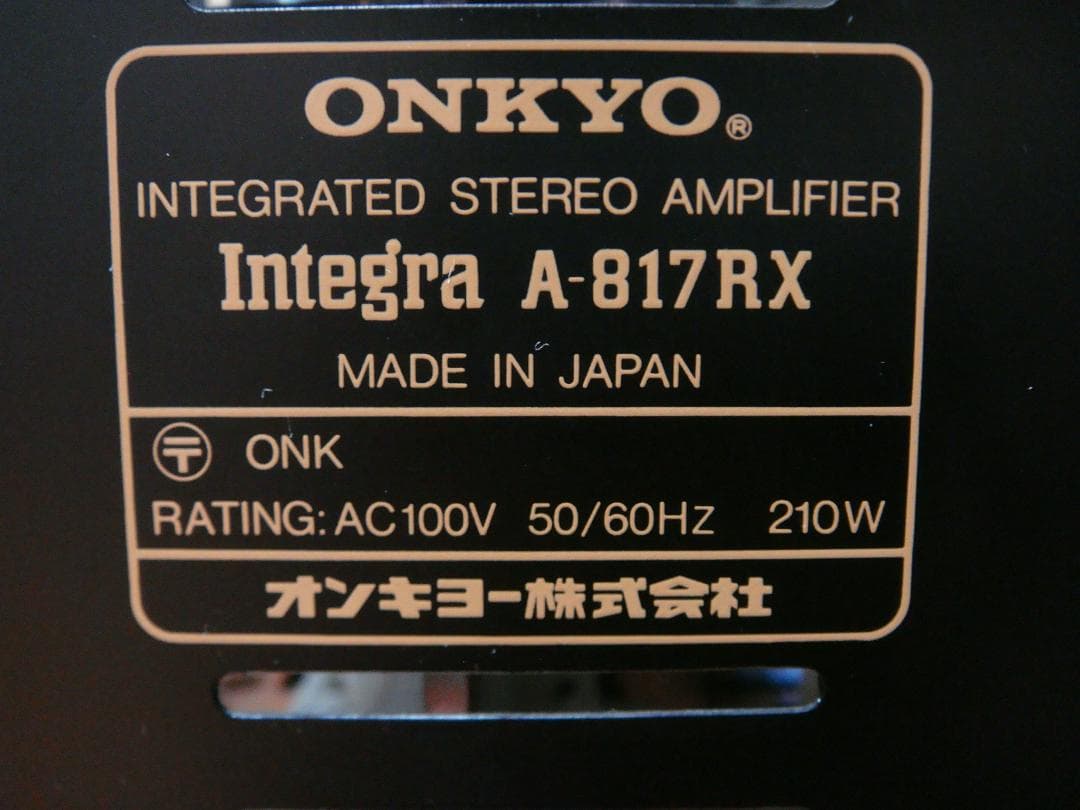 ONKYO®
INTEGRATED STEREO AMPLIFIER
Integra A-817RX
MADE IN JAPAN
〶 ONK
RATING: AC100V 50/60Hz 210W
オンキヨー株式会社